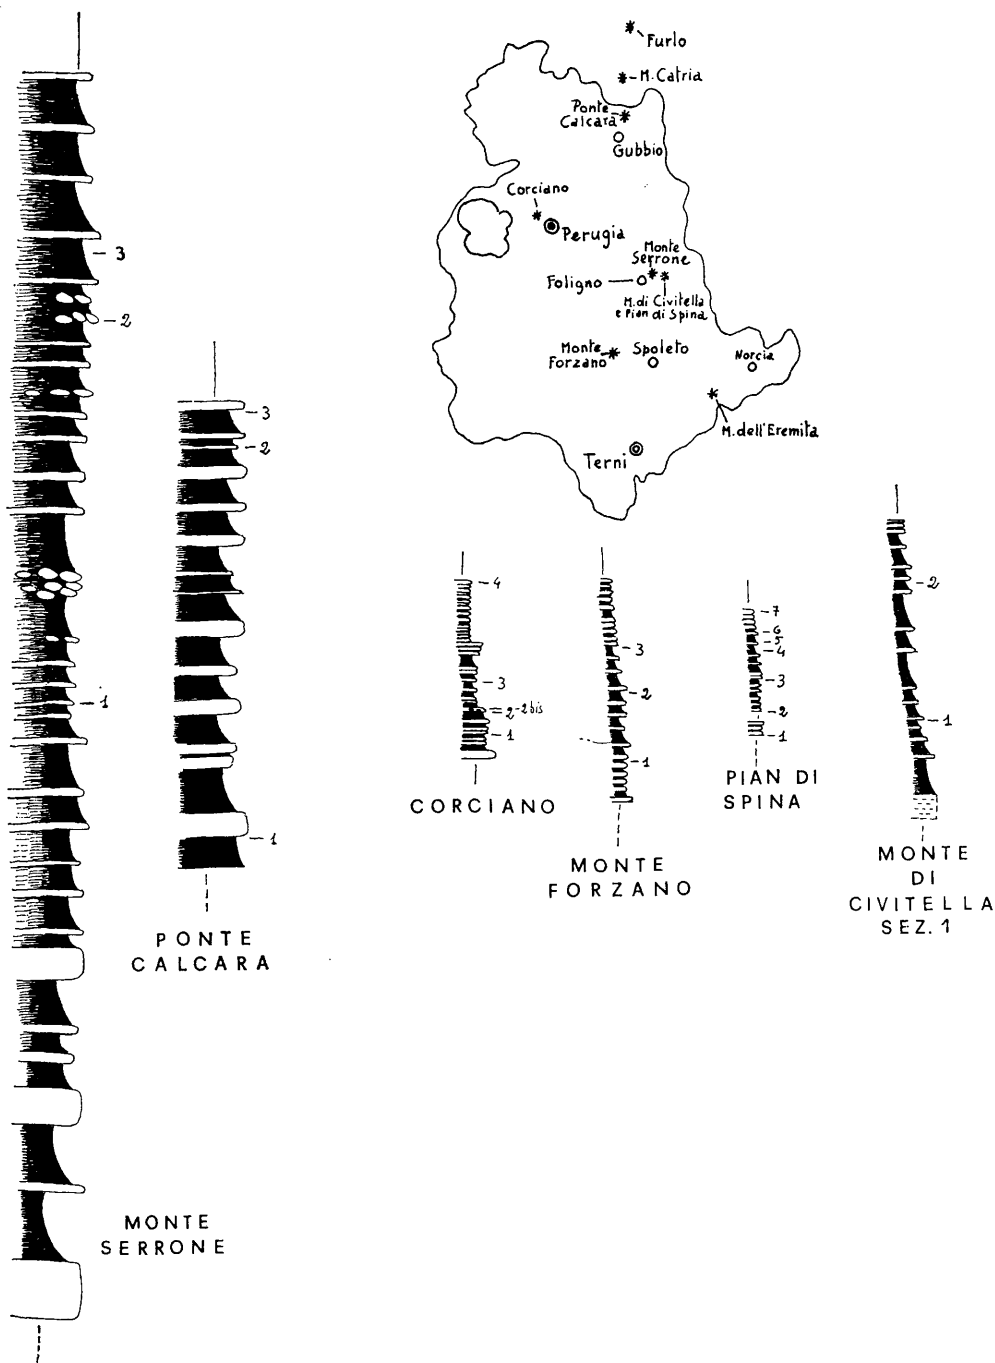 Furlo
M. Catria
Ponte
Calcara
Gubbio
Corciano
Perugia
Monte
Serrone
Foligno
M. di Civitella
e Pian di Spina
Monte
Forzano
Spoleto
Norcia
M. dell'Eremita
Terni
3
2
1
MONTE
SERRONE
3
2
1
PONTE
CALCARA
4
3
2-2bis
1
CORCIANO
3
2
1
MONTE
FORZANO
7
6
5
4
3
2
1
PIAN DI
SPINA
2
1
MONTE
DI
CIVITELLA
SEZ. 1